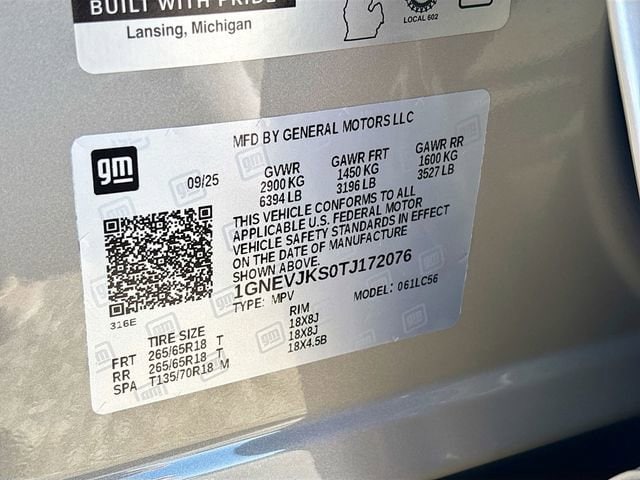 BUILT WITH PRIDE
Lansing, Michigan
LOCAL 602
MFD BY GENERAL MOTORS LLC
gm
09/25
GVWR
2900 KG
6394 LB
GAWR FRT
1450 KG
3196 LB
GAWR RR
1600 KG
3527 LB
THIS VEHICLE CONFORMS TO ALL
APPLICABLE U.S. FEDERAL MOTOR
VEHICLE SAFETY STANDARDS IN EFFECT
ON THE DATE OF MANUFACTURE
SHOWN ABOVE.
1GNEVJKS0TJ172076
TYPE: MPV MODEL: 061LC56
316E
TIRE SIZE RIM
FRT 265/65R18 T 18X8J
RR 265/65R18 T 18X8J
SPA T135/70R18 M 18X4.5B